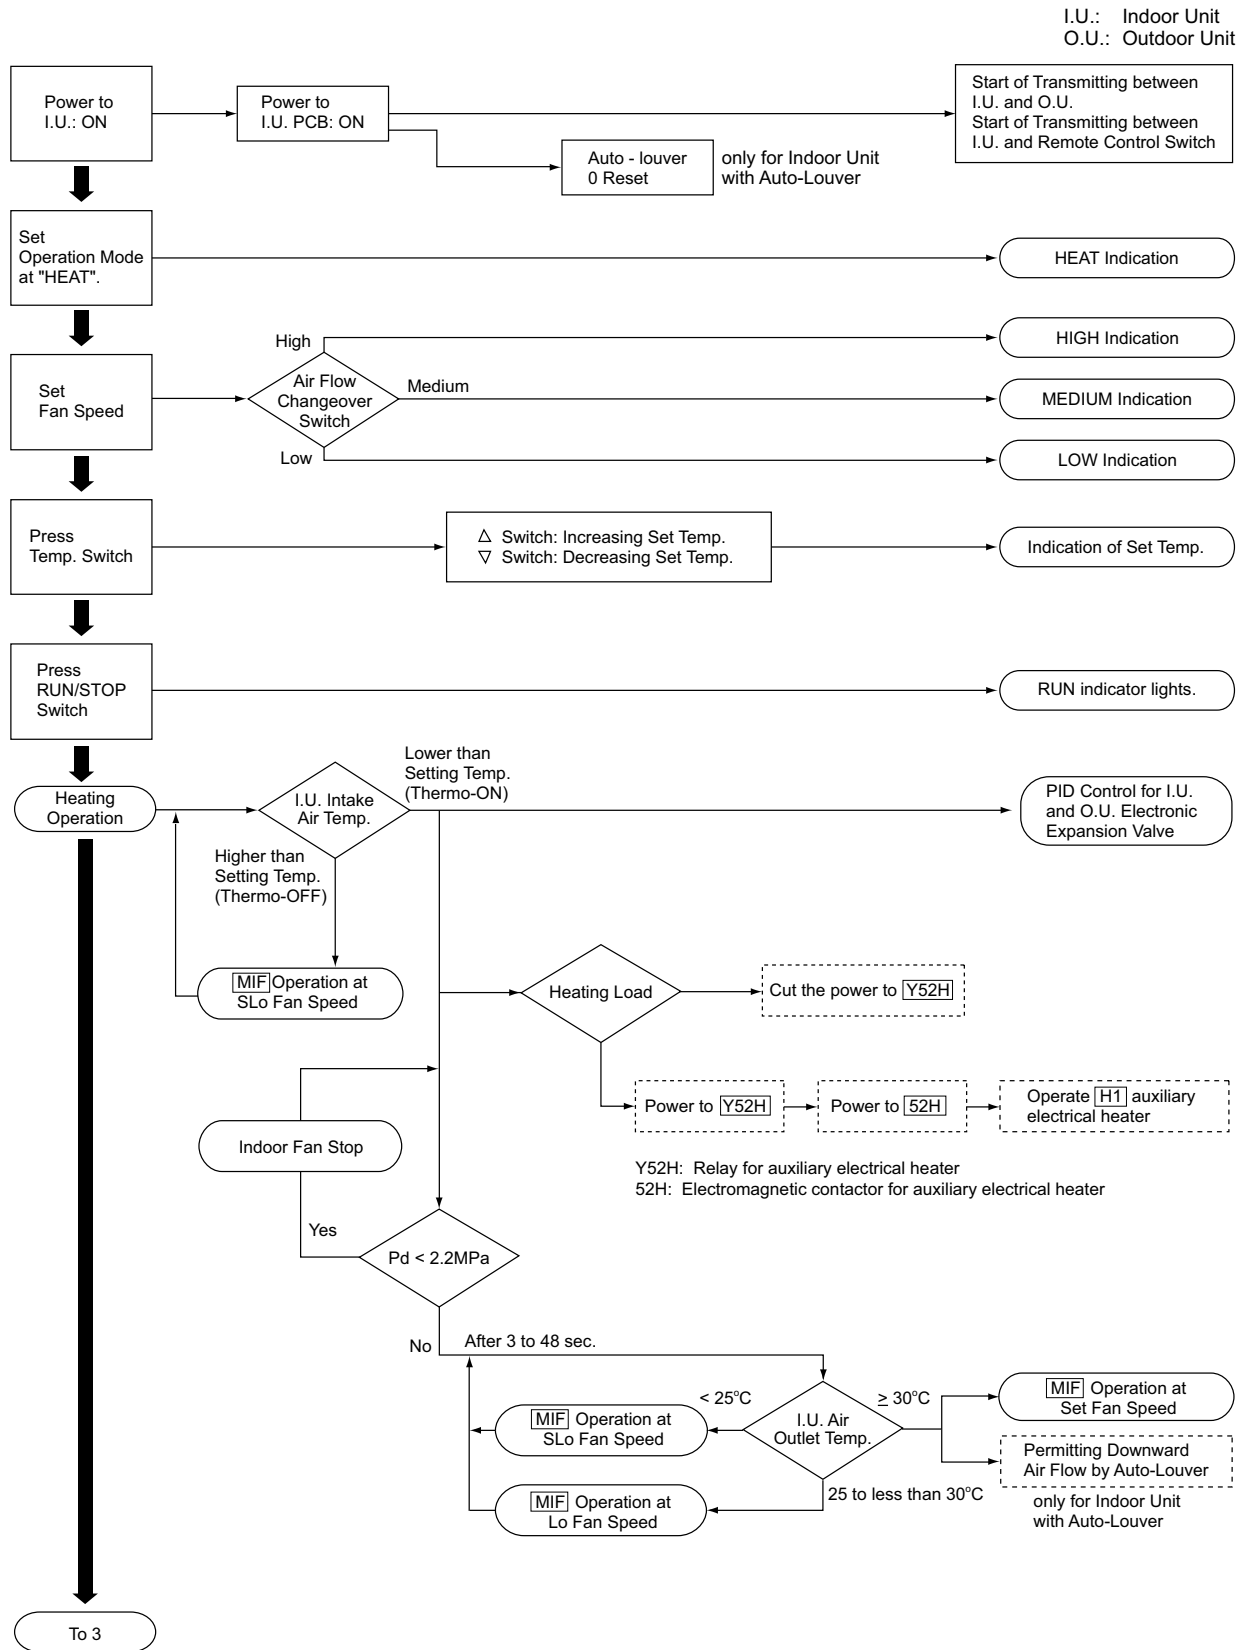 I.U.: Indoor Unit
O.U.: Outdoor Unit
Power to
I.U.: ON
Power to
I.U. PCB: ON
Start of Transmitting between
I.U. and O.U.
Start of Transmitting between
I.U. and Remote Control Switch
Auto - louver
0 Reset
only for Indoor Unit
with Auto-Louver
Set
Operation Mode
at "HEAT".
HEAT Indication
Set
Fan Speed
High
Air Flow
Changeover
Switch
Medium
Low
HIGH Indication
MEDIUM Indication
LOW Indication
Press
Temp. Switch
△ Switch: Increasing Set Temp.
▽ Switch: Decreasing Set Temp.
Indication of Set Temp.
Press
RUN/STOP
Switch
RUN indicator lights.
Heating
Operation
I.U. Intake
Air Temp.
Lower than
Setting Temp.
(Thermo-ON)
PID Control for I.U.
and O.U. Electronic
Expansion Valve
Higher than
Setting Temp.
(Thermo-OFF)
MIF Operation at
SLo Fan Speed
Heating Load
Cut the power to Y52H
Power to Y52H
Power to 52H
Operate H1 auxiliary
electrical heater
Y52H: Relay for auxiliary electrical heater
52H: Electromagnetic contactor for auxiliary electrical heater
Indoor Fan Stop
Yes
Pd < 2.2MPa
No
After 3 to 48 sec.
< 25°C
≥ 30°C
I.U. Air
Outlet Temp.
25 to less than 30°C
MIF Operation at
SLo Fan Speed
MIF Operation at
Lo Fan Speed
MIF Operation at
Set Fan Speed
Permitting Downward
Air Flow by Auto-Louver
only for Indoor Unit
with Auto-Louver
To 3